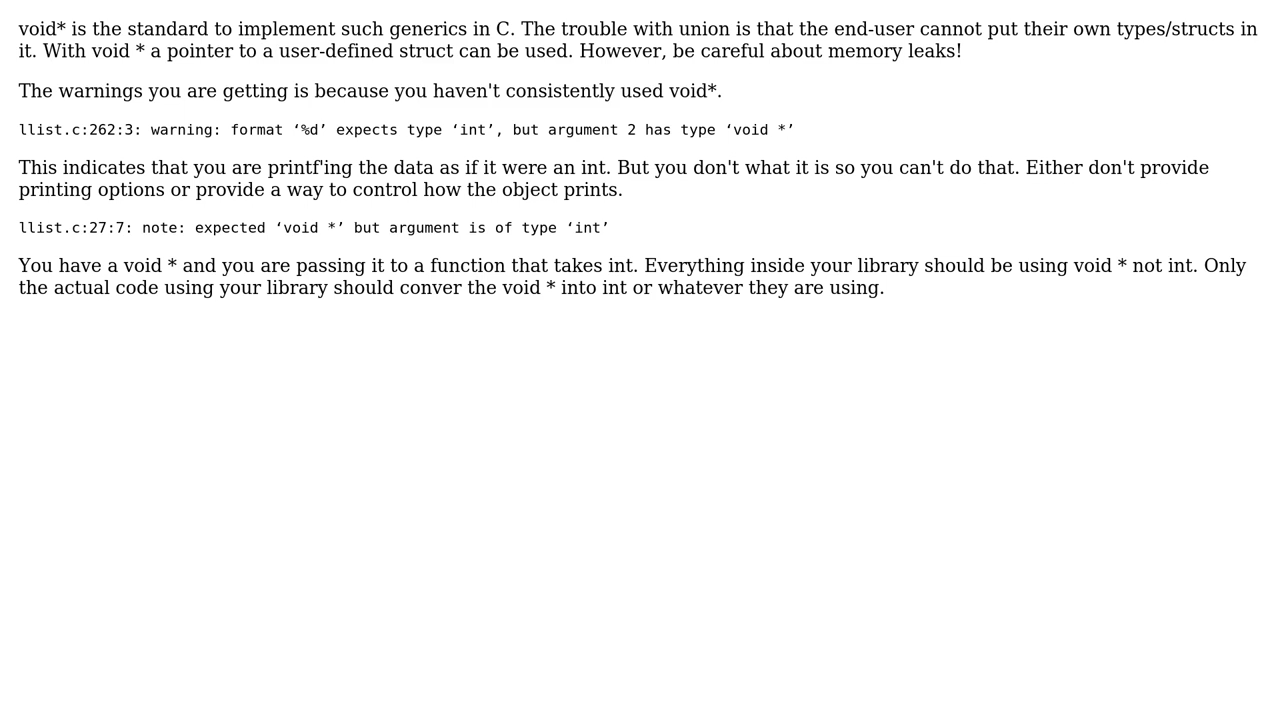 void* is the standard to implement such generics in C. The trouble with union is that the end-user cannot put their own types/structs in
it. With void * a pointer to a user-defined struct can be used. However, be careful about memory leaks!
The warnings you are getting is because you haven't consistently used void*.
llist.c:262:3: warning: format ‘%d’ expects type ‘int’, but argument 2 has type ‘void *’
This indicates that you are printf'ing the data as if it were an int. But you don't what it is so you can't do that. Either don't provide
printing options or provide a way to control how the object prints.
llist.c:27:7: note: expected ‘void *’ but argument is of type ‘int’
You have a void * and you are passing it to a function that takes int. Everything inside your library should be using void * not int. Only
the actual code using your library should conver the void * into int or whatever they are using.